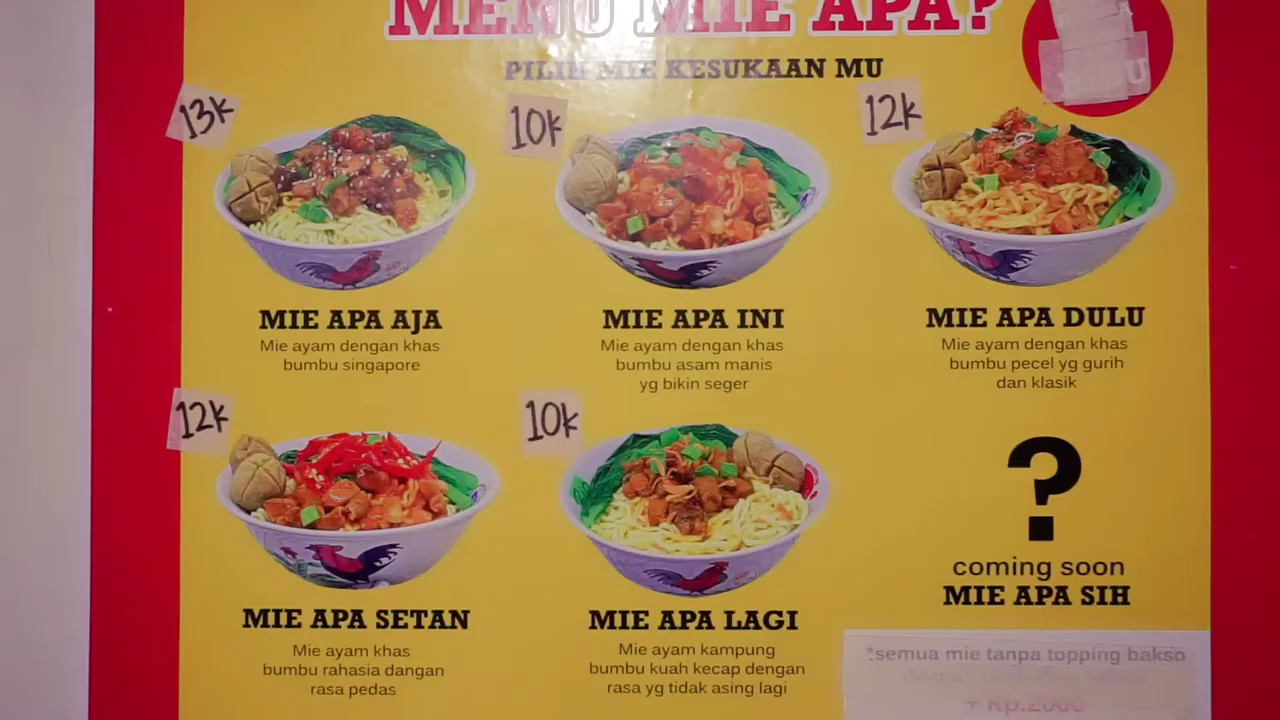 MENU MIE APA?
PILIH MIE KESUKAAN MU
13K
10K
12K
MIE APA AJA
Mie ayam dengan khas
bumbu singapore
MIE APA INI
Mie ayam dengan khas
bumbu asam manis
yg bikin seger
MIE APA DULU
Mie ayam dengan khas
bumbu pecel yg gurih
dan klasik
12K
10K
MIE APA SETAN
Mie ayam khas
bumbu rahasia dangan
rasa pedas
MIE APA LAGI
Mie ayam kampung
bumbu kuah kecap dengan
rasa yg tidak asing lagi
?
coming soon
MIE APA SIH
*semua mie tanpa topping bakso
+ Rp.2000